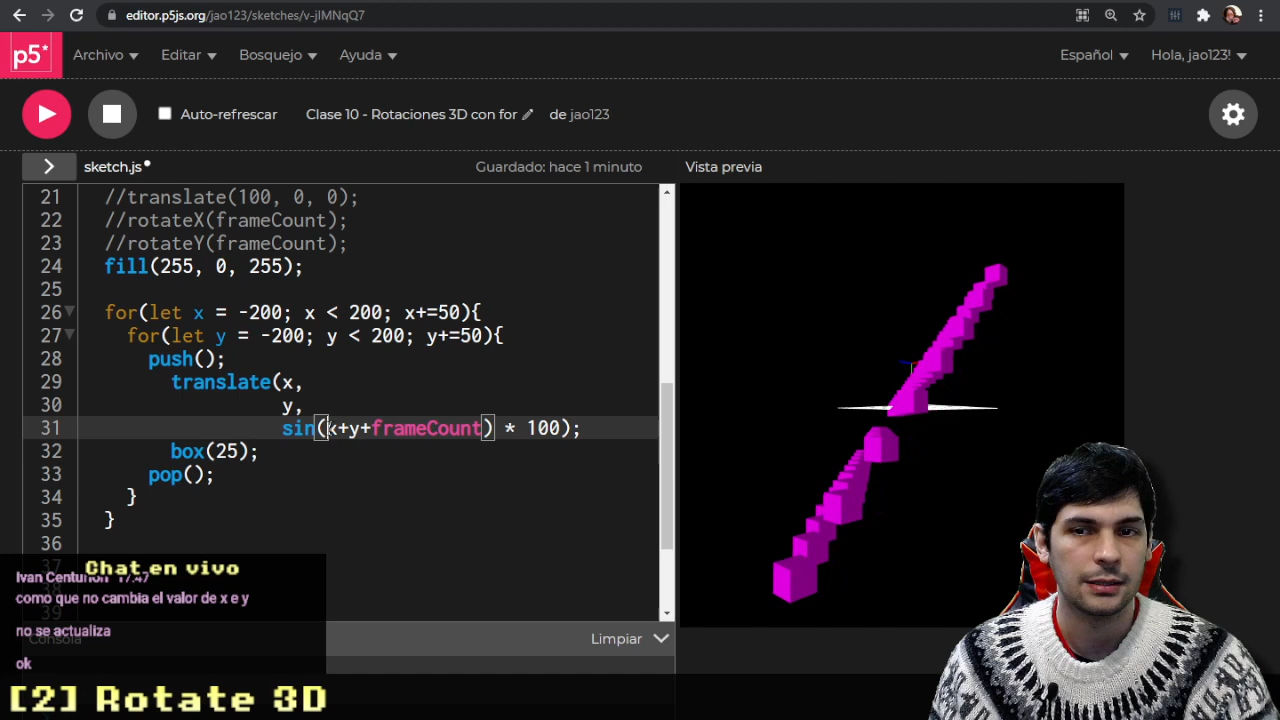 editor.p5js.org/jao123/sketches/v-jIMNqQ7
p5*
Archivo Editar Bosquejo Ayuda Español Hola, jao123!
Auto-refrescar Clase 10 - Rotaciones 3D con for de jao123
sketch.js Guardado: hace 1 minuto Vista previa
21 //translate(100, 0, 0);
22 //rotateX(frameCount);
23 //rotateY(frameCount);
24 fill(255, 0, 255);
25
26 for(let x = -200; x < 200; x+=50){
27 for(let y = -200; y < 200; y+=50){
28 push();
29 translate(x,
30 y,
31 sin(x+y+frameCount) * 100);
32 box(25);
33 pop();
34 }
35 }
36
Chat en vivo
Ivan Centurion 17:47
como que no cambia el valor de x e y
no se actualiza
Consola Limpiar
ok
[2] Rotate 3D